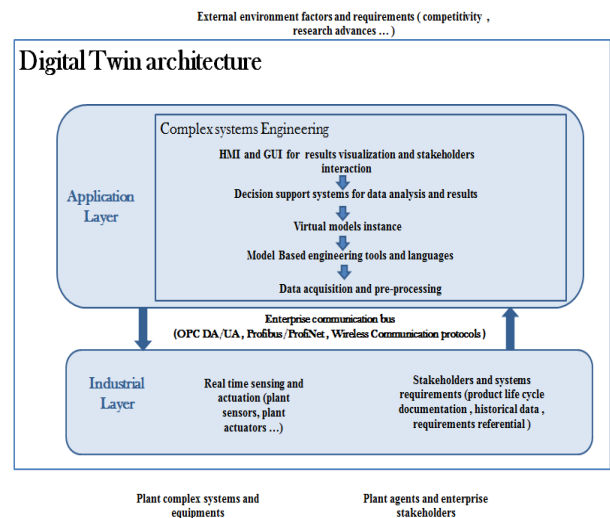 External environment factors and requirements ( competitivity ,
research advances ... )
Digital Twin architecture
Complex systems Engineering
HMI and GUI for results visualization and stakeholders
interaction
Decision support systems for data analysis and results
Virtual models instance
Model Based engineering tools and languages
Data acquisition and pre-processing
Application
Layer
Enterprise communication bus
(OPC DA/UA , Profibus/ProfiNet , Wireless Communication protocols )
Industrial
Layer
Real time sensing and
actuation (plant
sensors, plant
actuators ...)
Stakeholders and systems
requirements (product life cycle
documentation , historical data ,
requirements referential )
Plant complex systems and
equipments
Plant agents and enterprise
stakeholders